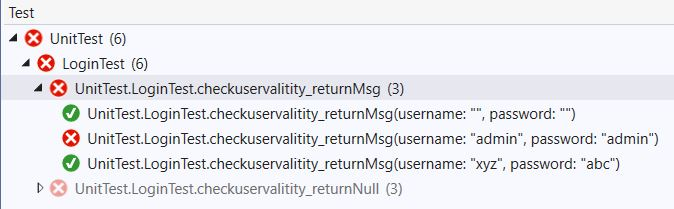 Test
UnitTest (6)
LoginTest (6)
UnitTest.LoginTest.checkuservalitity_returnMsg (3)
UnitTest.LoginTest.checkuservalitity_returnMsg(username: "", password: "")
UnitTest.LoginTest.checkuservalitity_returnMsg(username: "admin", password: "admin")
UnitTest.LoginTest.checkuservalitity_returnMsg(username: "xyz", password: "abc")
UnitTest.LoginTest.checkuservalitity_returnNull (3)